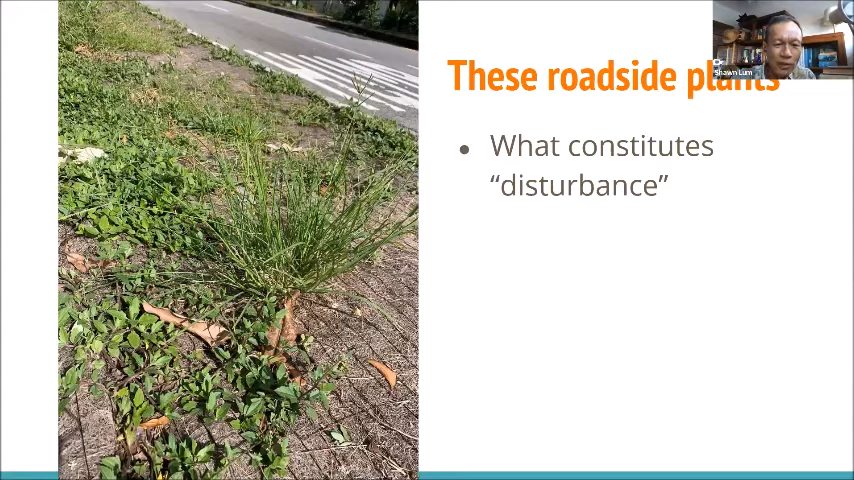 These roadside plants
Shawn Lum
• What constitutes
“disturbance”